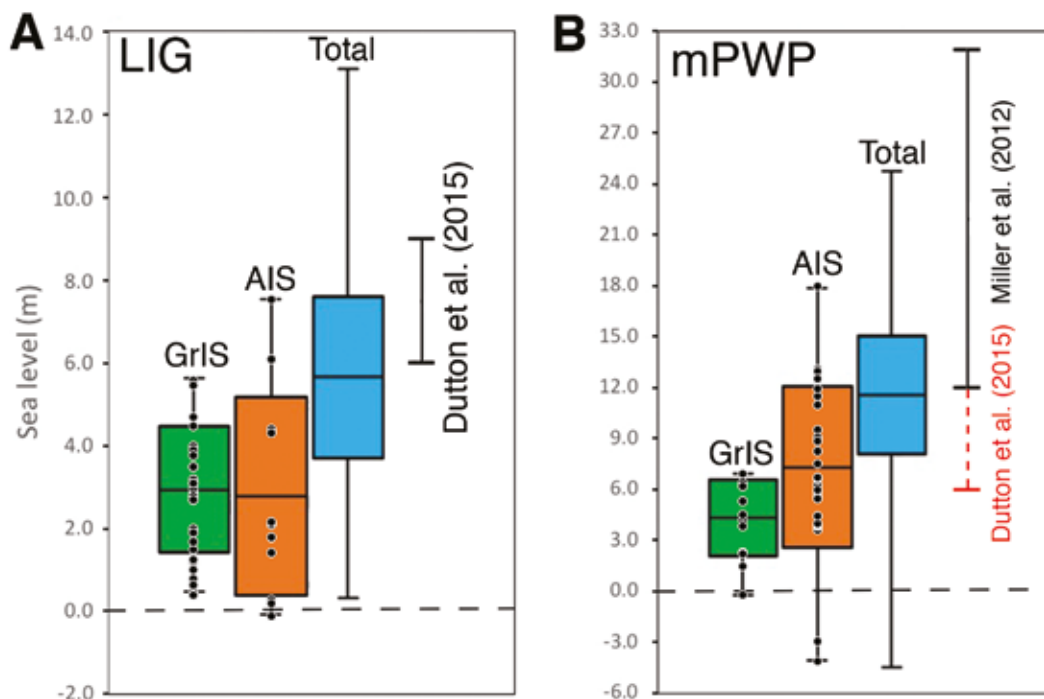 A
LIG
14.0
12.0
10.0
8.0
6.0
4.0
2.0
0.0
-2.0
Sea level (m)
GrIS
AIS
Total
Dutton et al. (2015)
B
mPWP
33.0
30.0
27.0
24.0
21.0
18.0
15.0
12.0
9.0
6.0
3.0
0.0
-3.0
-6.0
GrIS
AIS
Total
Miller et al. (2012)
Dutton et al. (2015)